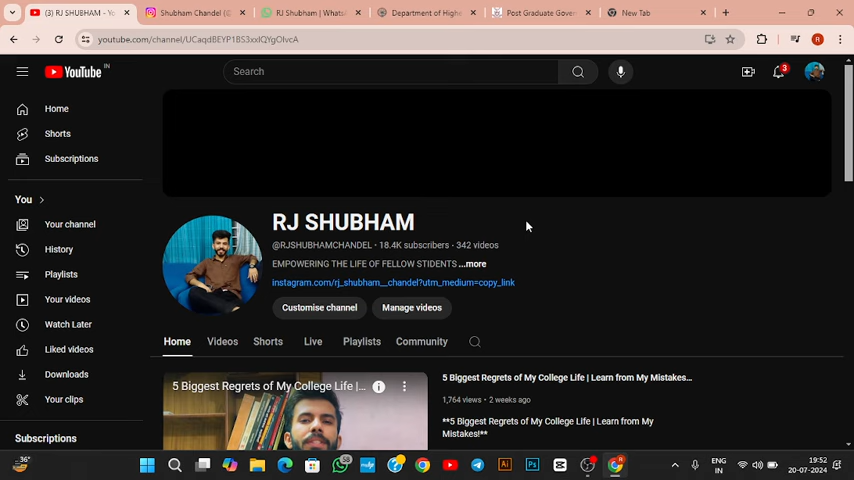 (3) RJ SHUBHAM - Shubham Chandel (@ RJ Shubham | Whats Department of Highe Post Graduate Gover New Tab
youtube.com/channel/UCaqdBEYP1BS3xxlQYgOlvcA
YouTube IN Search 3
Home
Shorts
Subscriptions
You
Your channel
History
Playlists
Your videos
Watch Later
Liked videos
Downloads
Your clips
Subscriptions
RJ SHUBHAM
@RJSHUBHAMCHANDEL • 18.4K subscribers • 342 videos
EMPOWERING THE LIFE OF FELLOW STIDENTS ...more
instagram.com/rj_shubham__chandel?utm_medium=copy_link
Customise channel Manage videos
Home Videos Shorts Live Playlists Community
5 Biggest Regrets of My College Life |...
5 Biggest Regrets of My College Life | Learn from My Mistakes...
1,764 views • 2 weeks ago
**5 Biggest Regrets of My College Life | Learn from My
Mistakes!**
36° ENG IN 19:52
20-07-2024